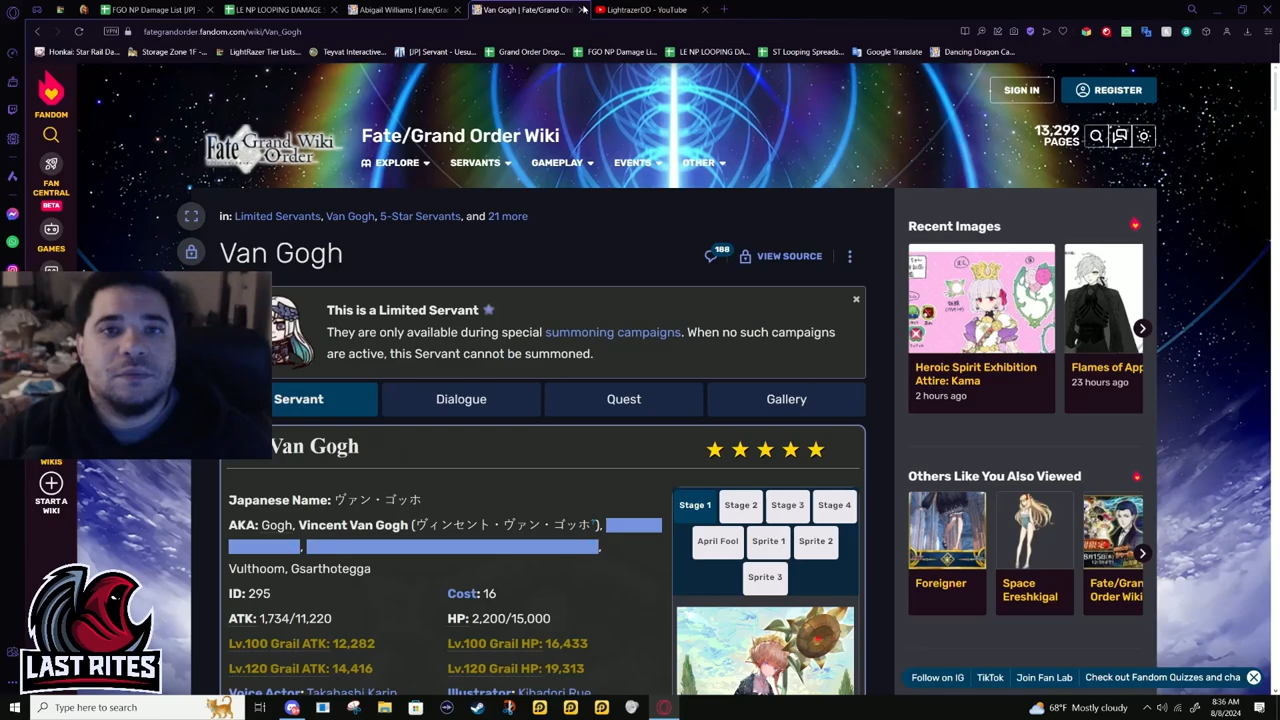 FGO NP Damage List [JP] -
LE NP LOOPING DAMAGE
Abigail Williams | Fate/Gran
Van Gogh | Fate/Grand Or
LightrazerDD - YouTube
VPN
fategrandorder.fandom.com/wiki/Van_Gogh
Honkai: Star Rail Da...
Storage Zone 1F -...
LightRazer Tier Lists...
Teyvat Interactive...
[JP] Servant - Uesu...
Grand Order Drop...
FGO NP Damage Li...
LE NP LOOPING DA...
ST Looping Spreads...
Google Translate
Dancing Dragon Ca...
FANDOM
FAN
CENTRAL
BETA
GAMES
WIKIS
START A
WIKI
Fate Grand Wiki
Order
Fate/Grand Order Wiki
EXPLORE
SERVANTS
GAMEPLAY
EVENTS
OTHER
SIGN IN
REGISTER
13,299
PAGES
in: Limited Servants, Van Gogh, 5-Star Servants, and 21 more
Van Gogh
188
VIEW SOURCE
This is a Limited Servant
They are only available during special summoning campaigns. When no such campaigns
are active, this Servant cannot be summoned.
Servant
Dialogue
Quest
Gallery
Van Gogh
Japanese Name: ヴァン・ゴッホ
AKA: Gogh, Vincent Van Gogh (ヴィンセント・ヴァン・ゴッホ?),
Vulthoom, Gsarthotegga
ID: 295
Cost: 16
ATK: 1,734/11,220
HP: 2,200/15,000
Lv.100 Grail ATK: 12,282
Lv.100 Grail HP: 16,433
Lv.120 Grail ATK: 14,416
Lv.120 Grail HP: 19,313
Voice Actor: Takahashi Karin
Illustrator: Kihadori Rue
Stage 1
Stage 2
Stage 3
Stage 4
April Fool
Sprite 1
Sprite 2
Sprite 3
Recent Images
Heroic Spirit Exhibition
Attire: Kama
2 hours ago
Flames of App
23 hours ago
Others Like You Also Viewed
Foreigner
Space
Ereshkigal
Fate/Gran
Order Wiki
Follow on IG
TikTok
Join Fan Lab
Check out Fandom Quizzes and cha
LAST RITES
Type here to search
68°F Mostly cloudy
8:36 AM
8/8/2024